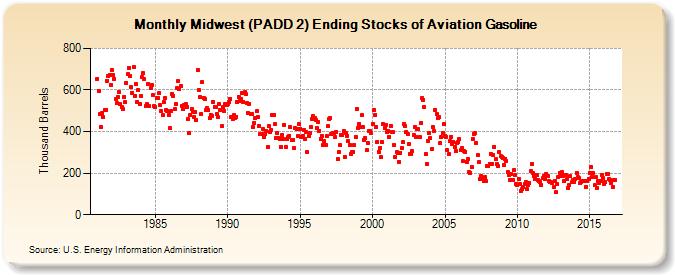 Monthly Midwest (PADD 2) Ending Stocks of Aviation Gasoline
Thousand Barrels
800
600
400
200
0
1985 1990 1995 2000 2005 2010 2015
Source: U.S. Energy Information Administration